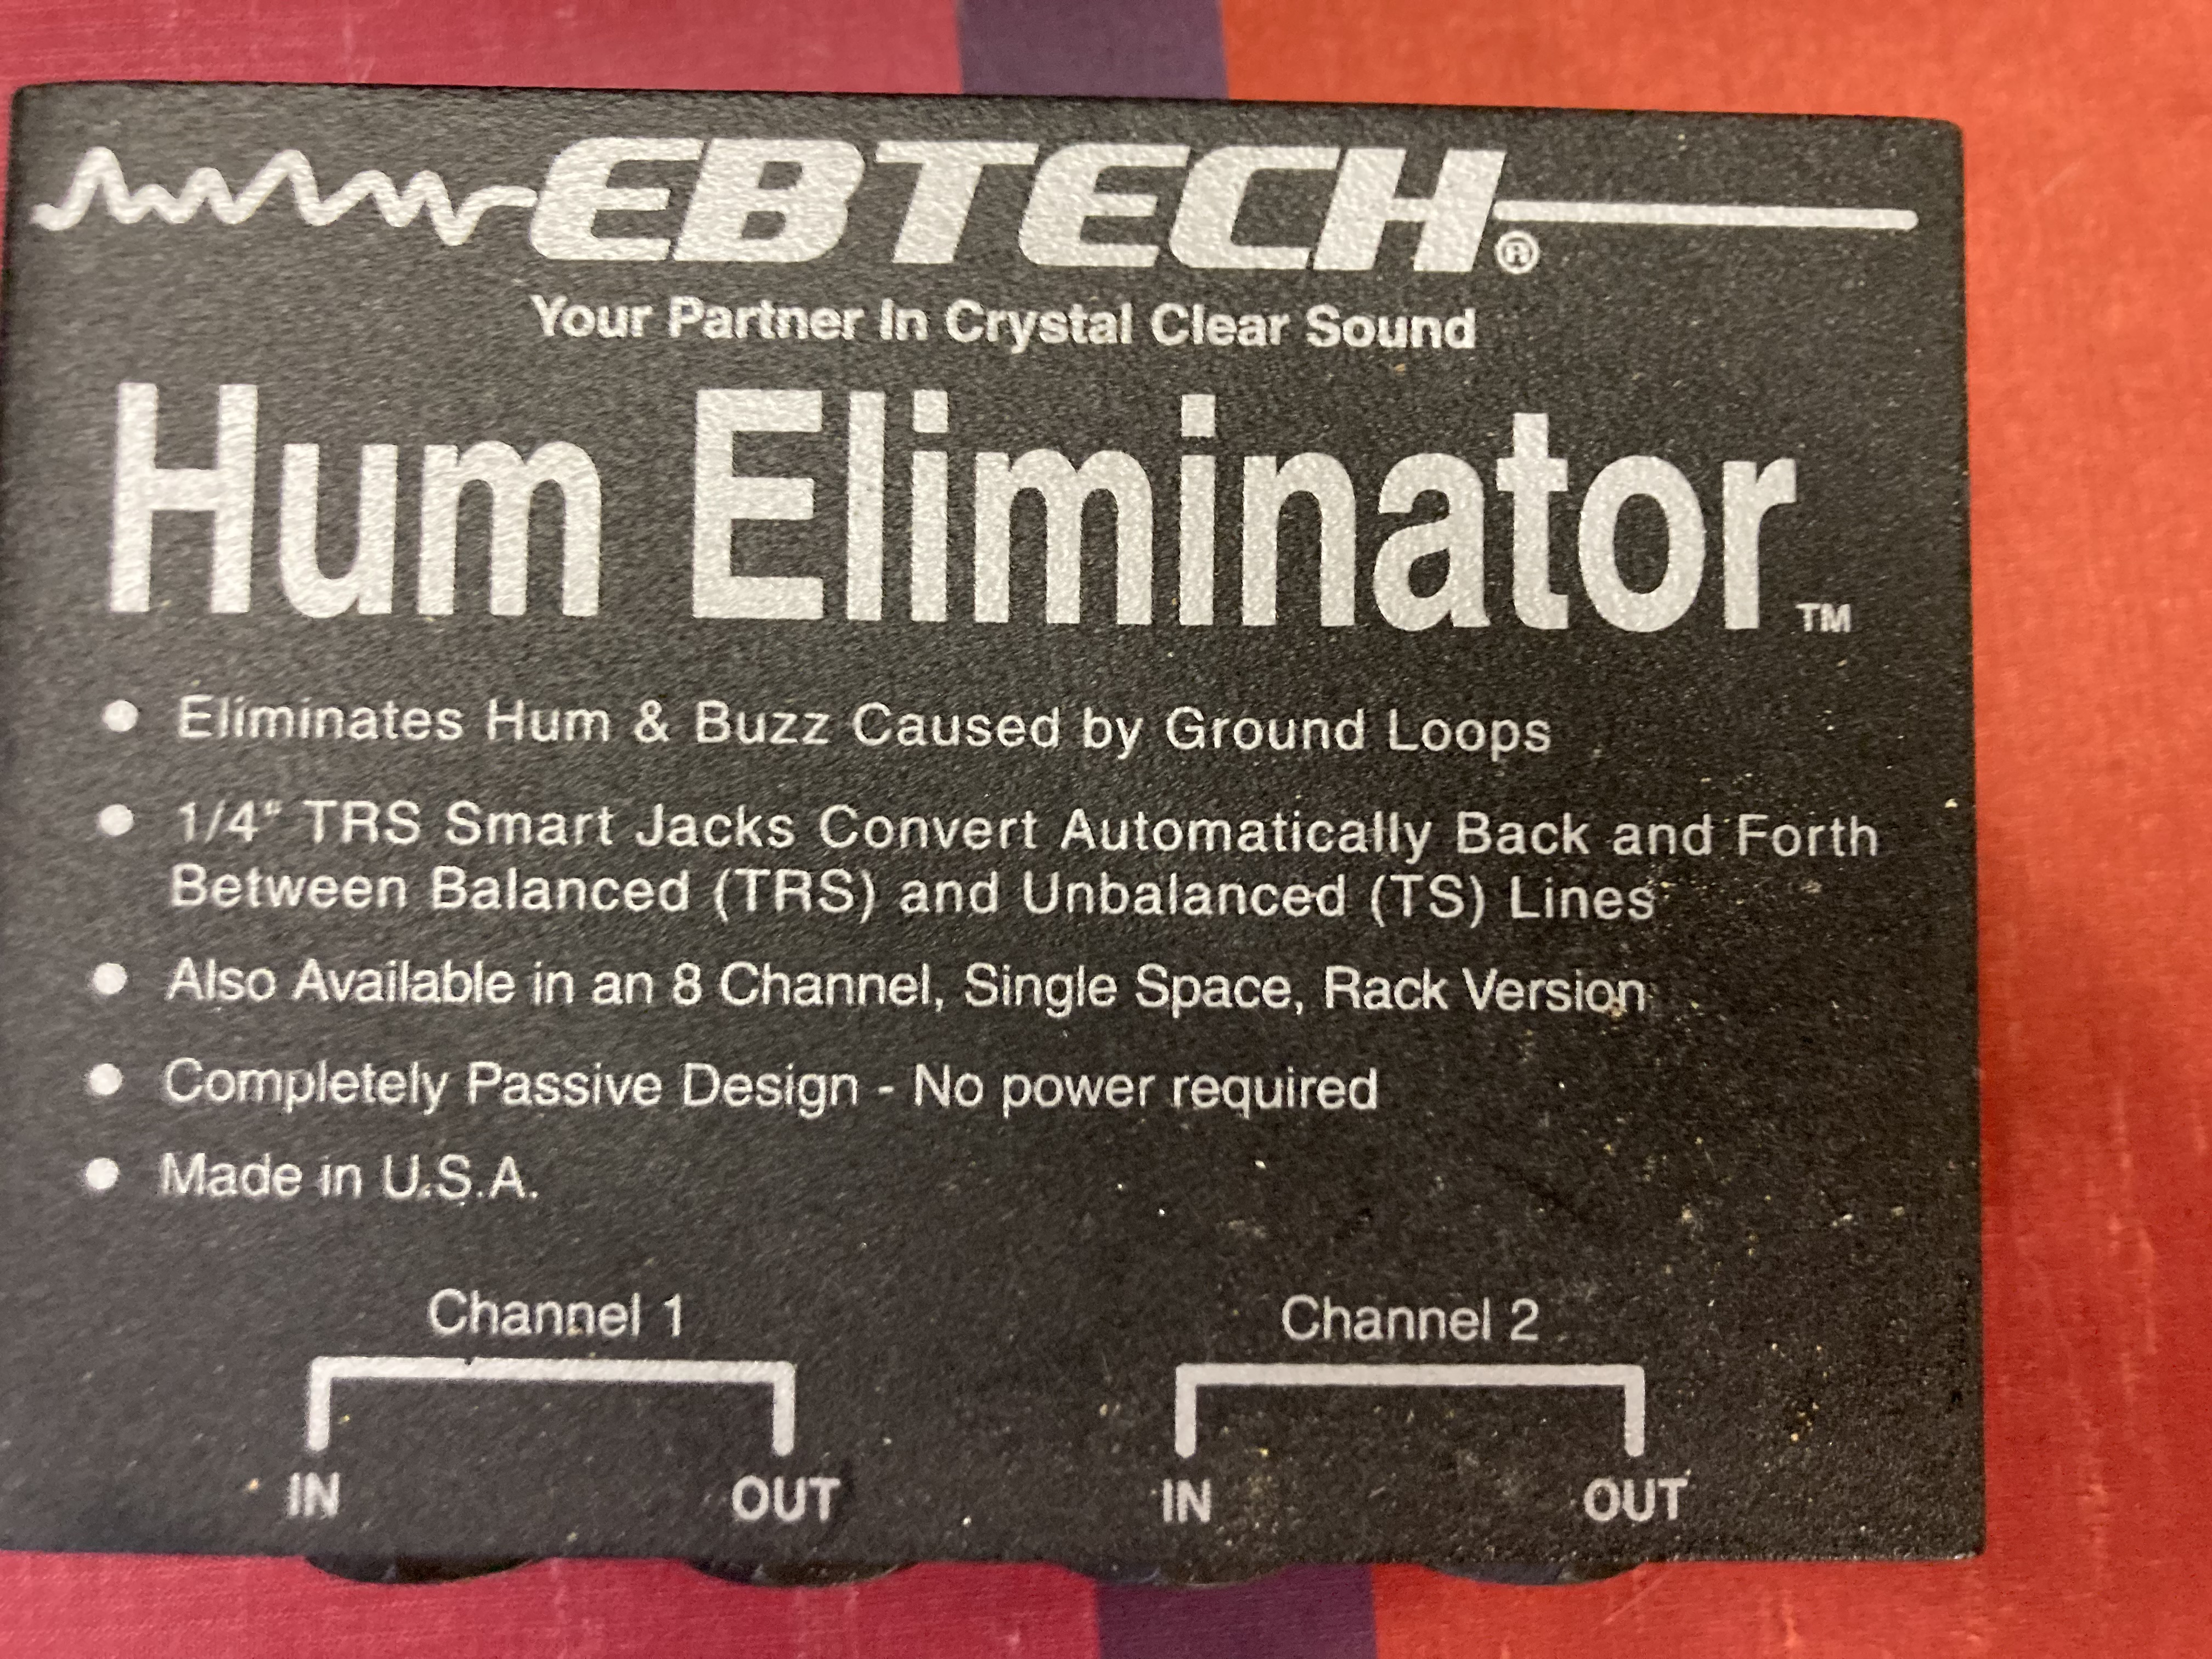 EBTECH®
Your Partner In Crystal Clear Sound
Hum Eliminator™
• Eliminates Hum & Buzz Caused by Ground Loops
• 1/4" TRS Smart Jacks Convert Automatically Back and Forth
Between Balanced (TRS) and Unbalanced (TS) Lines
• Also Available in an 8 Channel, Single Space, Rack Version
• Completely Passive Design - No power required
• Made in U.S.A.
Channel 1 Channel 2
IN OUT IN OUT